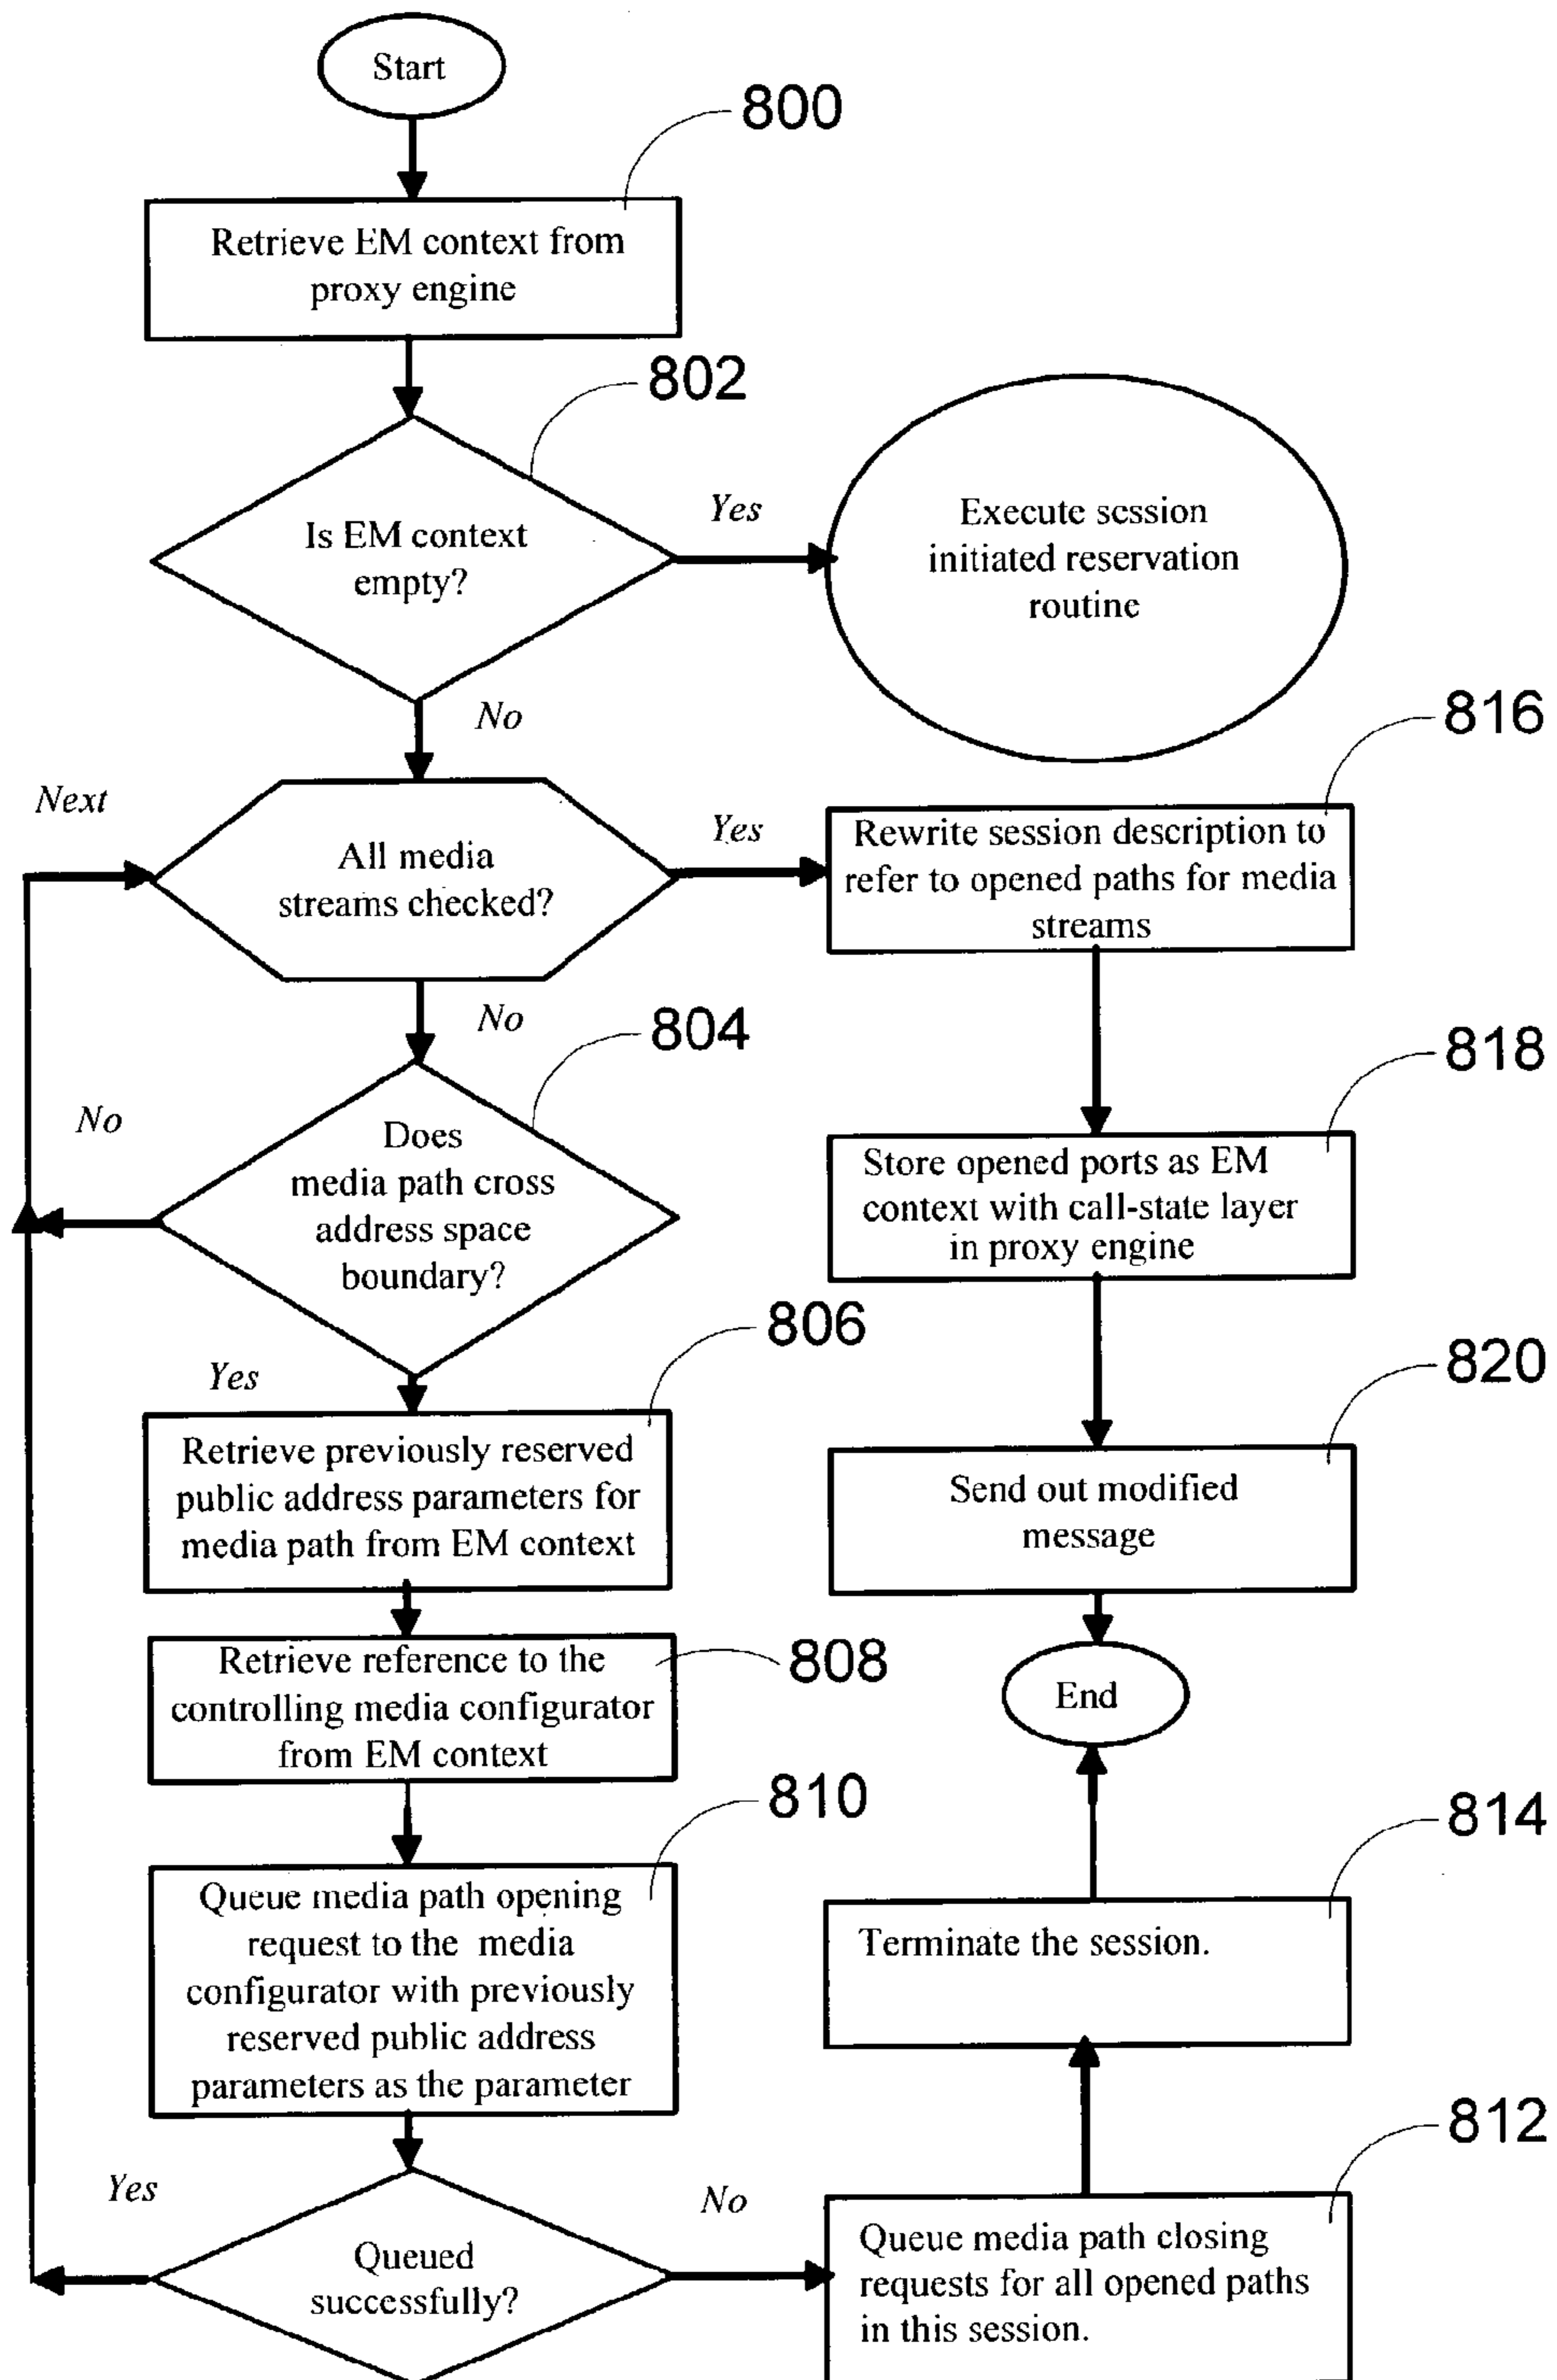 Start
800
Retrieve EM context from
proxy engine
802
Is EM context
empty?
Yes
Execute session
initiated reservation
routine
No
816
Next
All media
streams checked?
Yes
Rewrite session description to
refer to opened paths for media
streams
No
804
818
No
Does
media path cross
address space
boundary?
Store opened ports as EM
context with call-state layer
in proxy engine
806
820
Yes
Retrieve previously reserved
public address parameters for
media path from EM context
Send out modified
message
808
Retrieve reference to the
controlling media configurator
from EM context
End
810
814
Queue media path opening
request to the media
configurator with previously
reserved public address
parameters as the parameter
Terminate the session.
812
Yes
Queued
successfully?
No
Queue media path closing
requests for all opened paths
in this session.